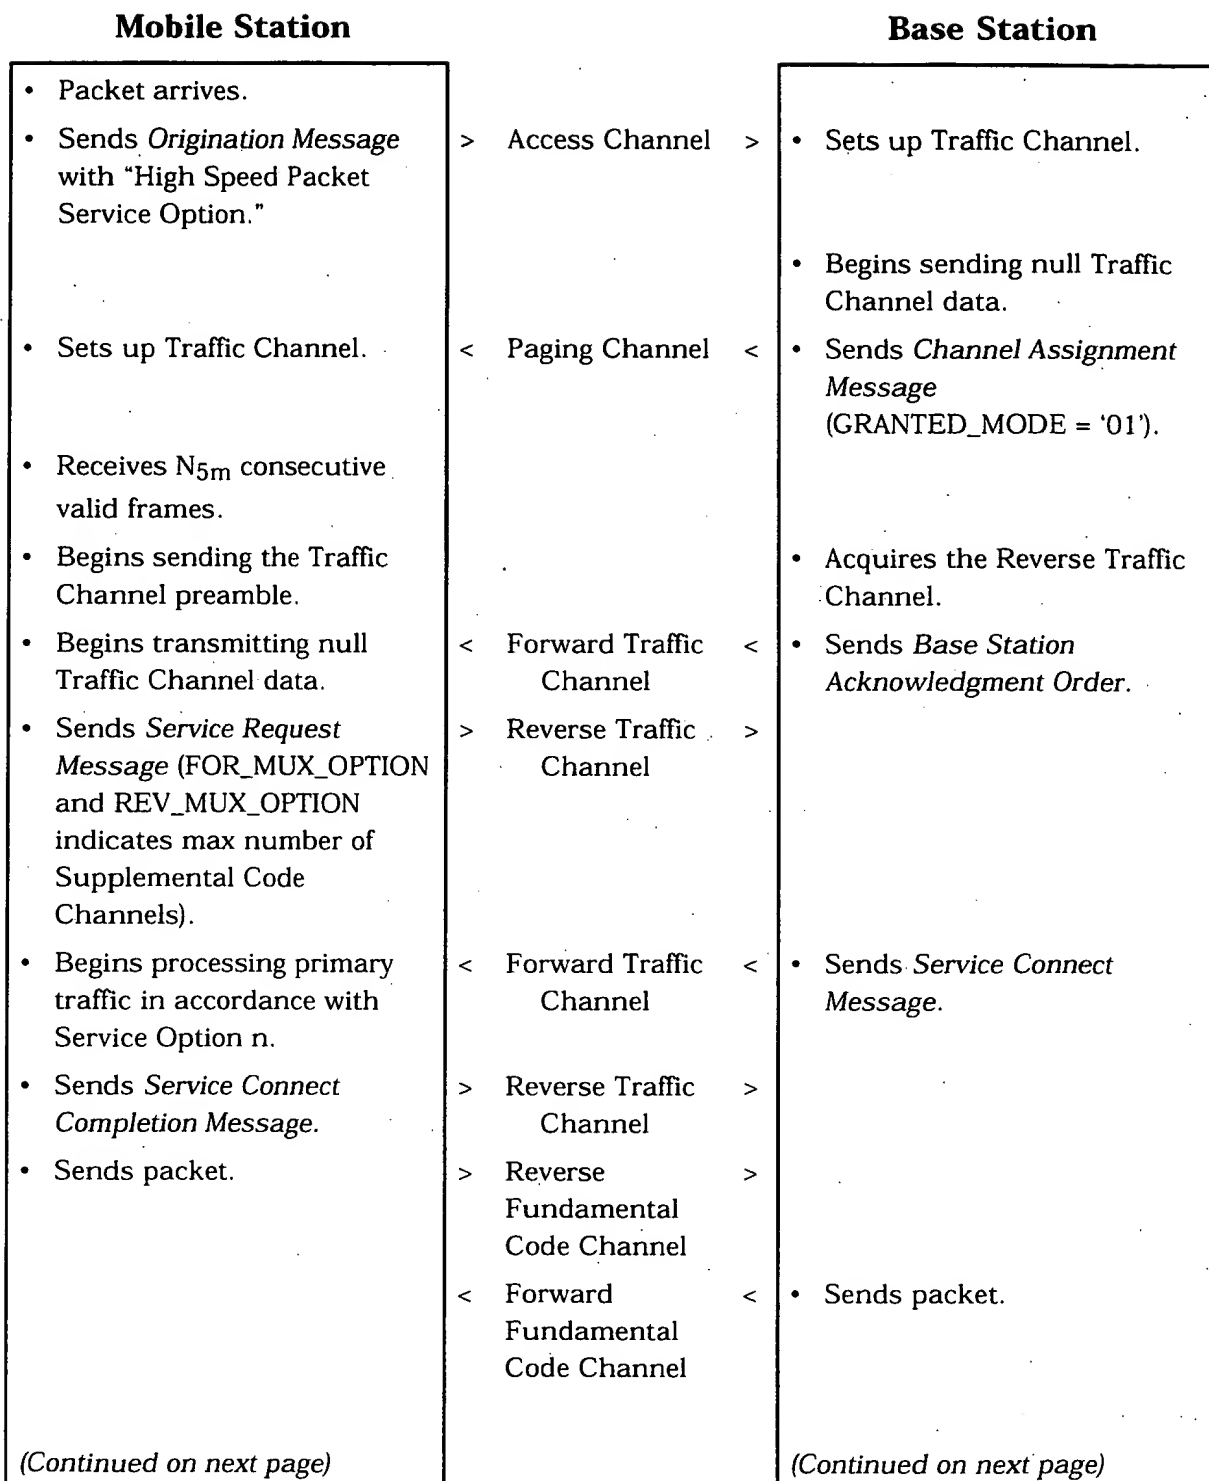 Mobile Station
Base Station
• Packet arrives.
• Sends Origination Message > Access Channel > • Sets up Traffic Channel.
with “High Speed Packet
Service Option.”
• Begins sending null Traffic
Channel data.
• Sets up Traffic Channel. < Paging Channel < • Sends Channel Assignment
Message
(GRANTED_MODE = ‘01’).
• Receives N5m consecutive
valid frames.
• Begins sending the Traffic • Acquires the Reverse Traffic
Channel preamble. Channel.
• Begins transmitting null < Forward Traffic < • Sends Base Station
Traffic Channel data. Channel Acknowledgment Order.
• Sends Service Request > Reverse Traffic >
Message (FOR_MUX_OPTION Channel
and REV_MUX_OPTION
indicates max number of
Supplemental Code
Channels).
• Begins processing primary < Forward Traffic < • Sends Service Connect
traffic in accordance with Channel Message.
Service Option n.
• Sends Service Connect > Reverse Traffic >
Completion Message. Channel
• Sends packet. > Reverse >
Fundamental
Code Channel
< Forward < • Sends packet.
Fundamental
Code Channel
(Continued on next page) (Continued on next page)